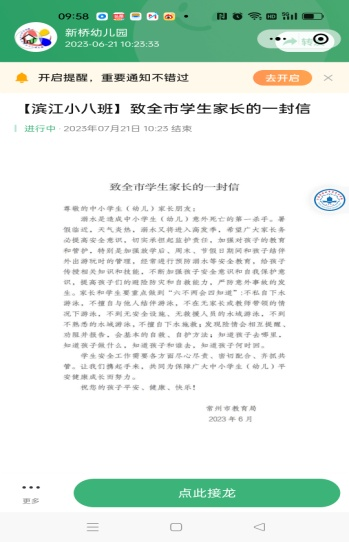 09:58
新桥幼儿园
2023-06-21 10:23:33
开启提醒，重要通知不错过
去开启
【滨江小八班】致全市学生家长的一封信
进行中 · 2023年07月21日 10:23 结束
致全市学生家长的一封信
尊敬的中小学生（幼儿）家长朋友：
溺水是造成中小学生（幼儿）意外死亡的第一杀手。暑
假临近，天气炎热，溺水又将进入高发季，希望广大家长务
必提高安全意识，切实承担起监护责任，加强对孩子的教育
和管护，特别是加强放学后、周末、节假日期间和孩子结伴
外出游玩时的管理，经常进行预防溺水等安全教育，给孩子
传授相关知识和技能，不断加强孩子安全意识和自我保护意
识，提高孩子们的避险防灾和自救能力，严防意外事故的发
生。家长和学生要重点做到“六不两会四知道”：不私自下水
游泳，不擅自与他人结伴游泳，不在无家长或教师带领的情
况下游泳，不到无安全设施、无救援人员的水域游泳，不到
不熟悉的水域游泳，不擅自下水施救；发现险情会相互提醒、
劝阻并报告，会基本的自救、自护方法；知道孩子去哪里，
知道孩子做什么，知道孩子和谁去，知道孩子何时回。
学生安全工作需要各方面尽心尽责、密切配合、齐抓共
管。让我们携起手来，共同为保障广大中小学生（幼儿）平
安健康成长而努力。
祝您的孩子平安、健康、快乐！
常州市教育局
2023 年 6 月
更多
点此接龙